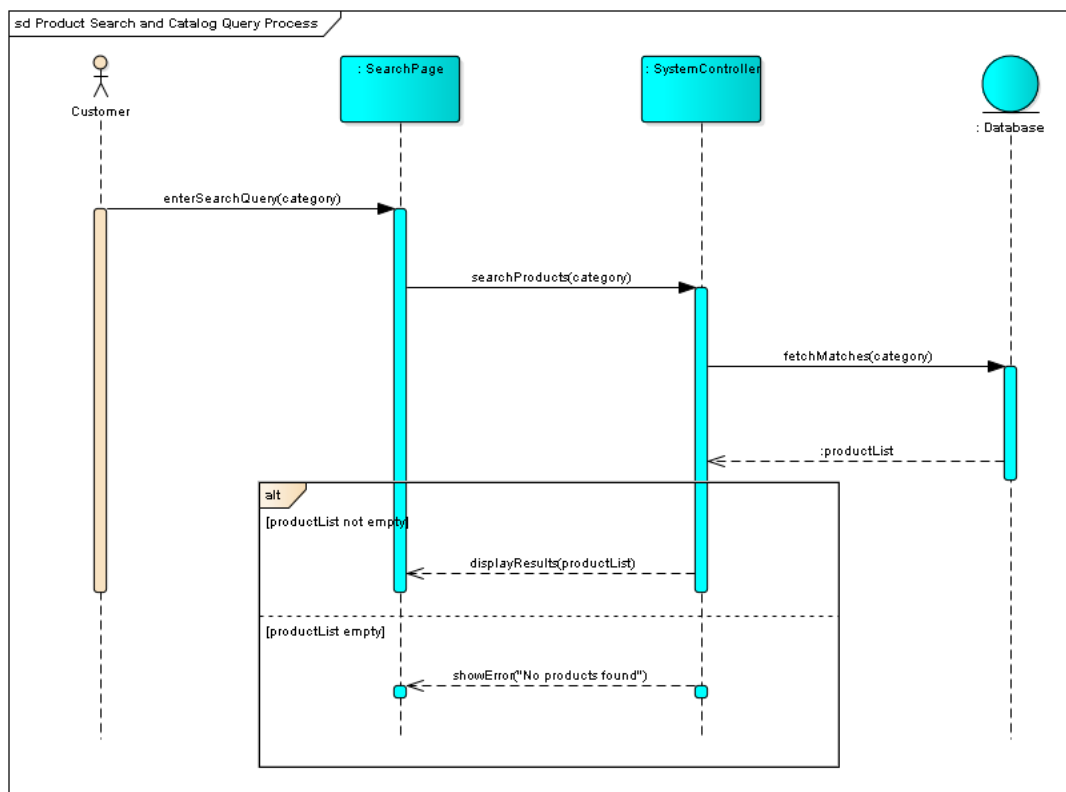 sd Product Search and Catalog Query Process
: SearchPage
: SystemController
Customer
: Database
enterSearchQuery(category)
searchProducts(category)
fetchMatches(category)
:productList
alt
[productList not empty]
displayResults(productList)
[productList empty]
showError("No products found")